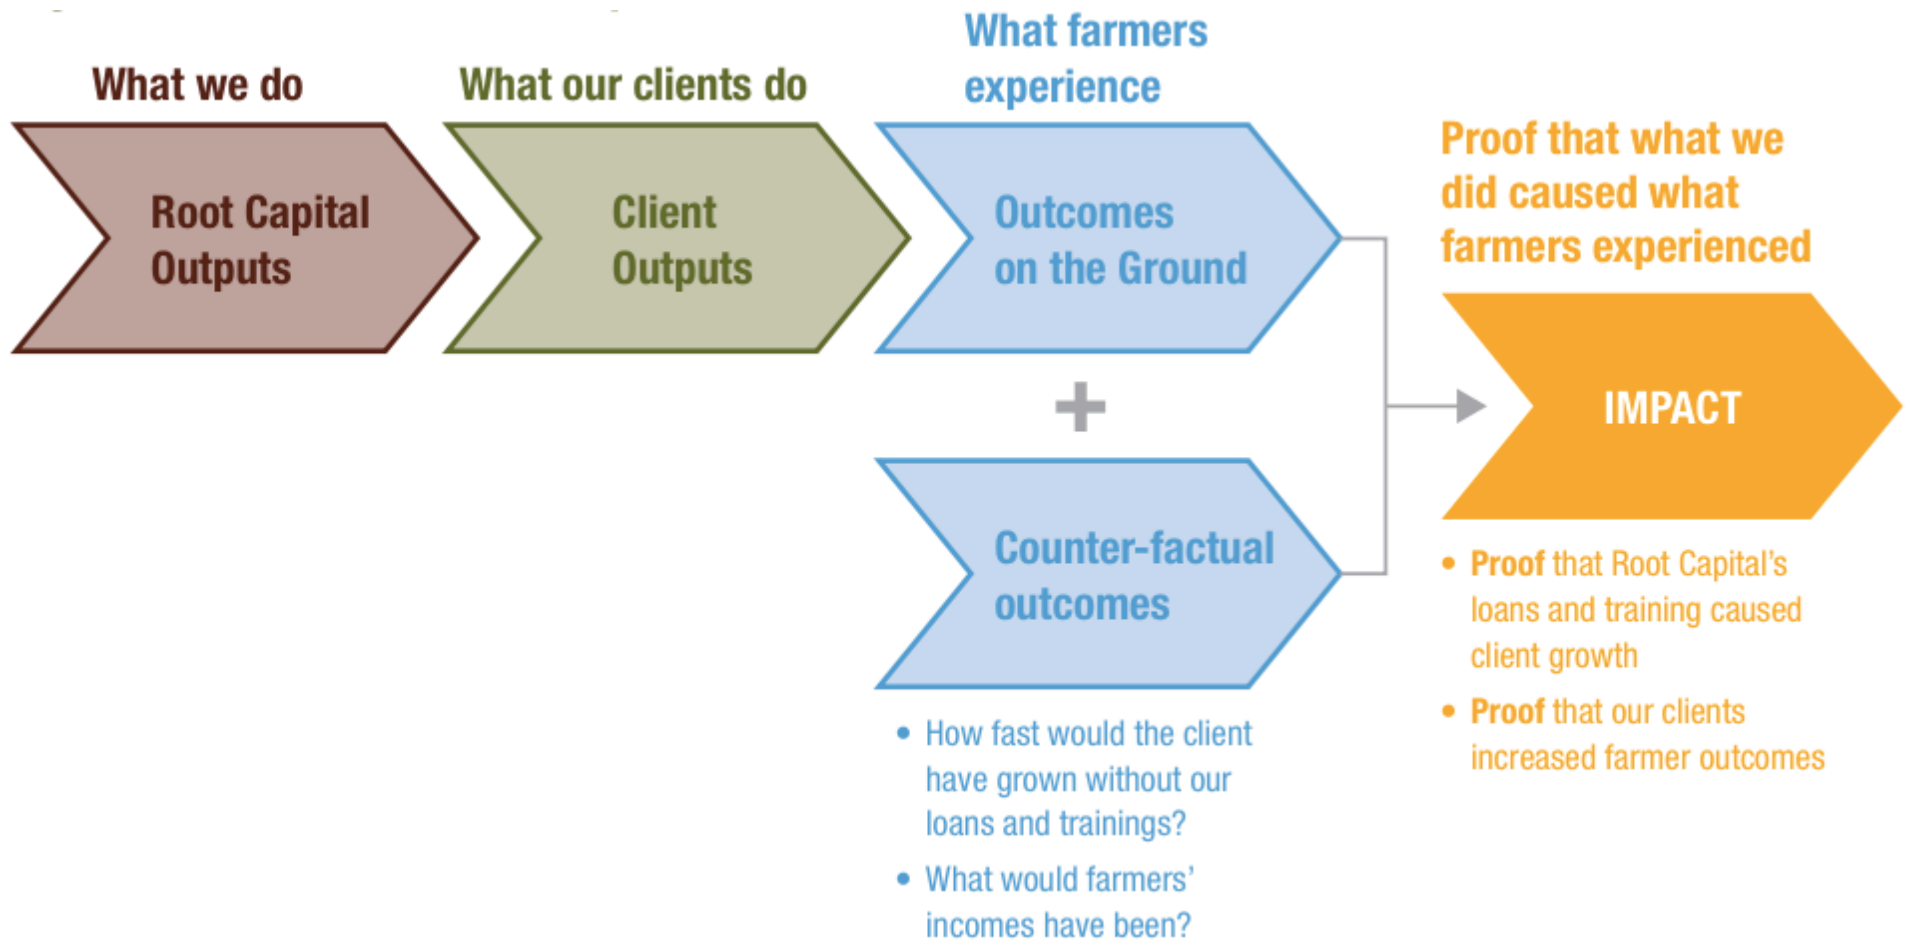 What we do
Root Capital
Outputs
What our clients do
Client
Outputs
What farmers
experience
Outcomes
on the Ground
+
Counter-factual
outcomes
• How fast would the client
have grown without our
loans and trainings?
• What would farmers’
incomes have been?
Proof that what we
did caused what
farmers experienced
IMPACT
• Proof that Root Capital’s
loans and training caused
client growth
• Proof that our clients
increased farmer outcomes